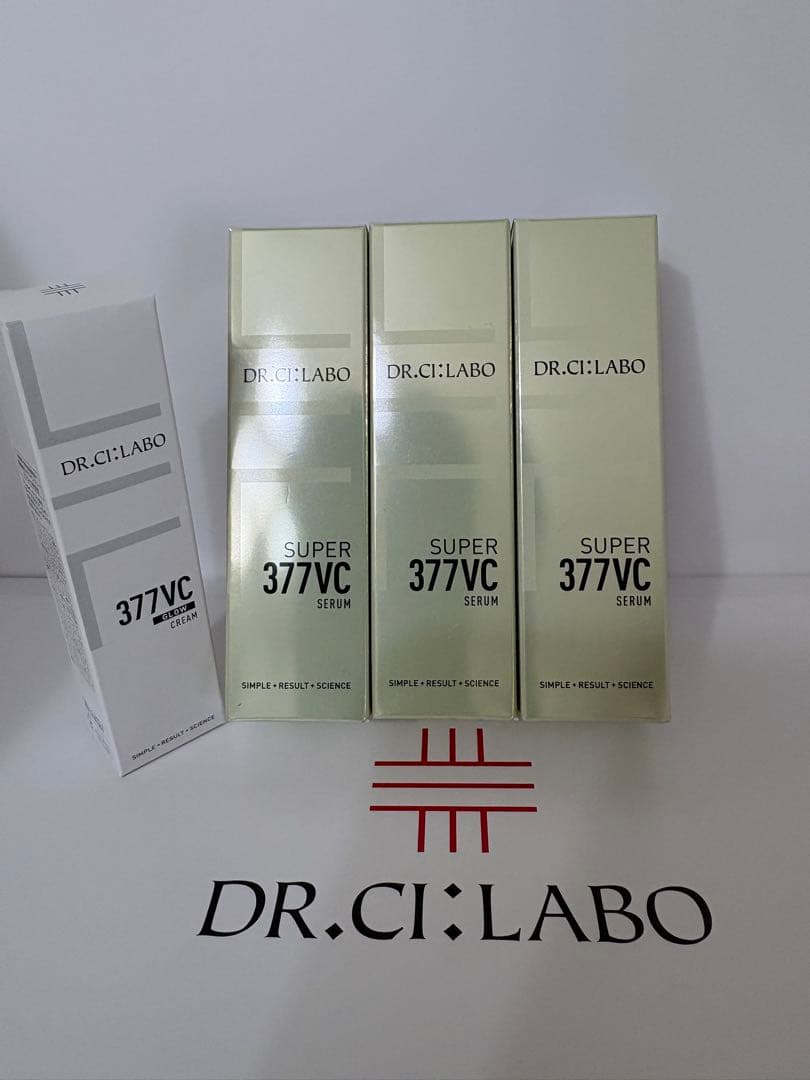 DR.CI:LABO
377VC
GLOW
CREAM
SIMPLE + RESULT + SCIENCE
DR.CI:LABO
SUPER
377VC
SERUM
SIMPLE + RESULT + SCIENCE
DR.CI:LABO
SUPER
377VC
SERUM
SIMPLE + RESULT + SCIENCE
DR.CI:LABO
SUPER
377VC
SERUM
SIMPLE + RESULT + SCIENCE
DR.CI:LABO